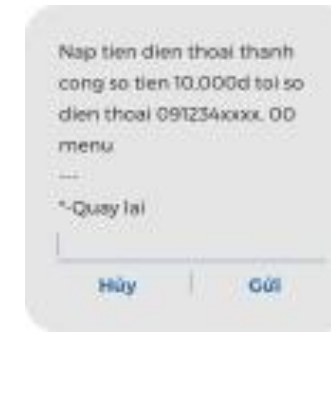 Nap tien dien thoai thanh
cong so tien 10.000d toi so
dien thoai 091234xxxx. 00
menu
---
*-Quay lai
Hủy
Gửi